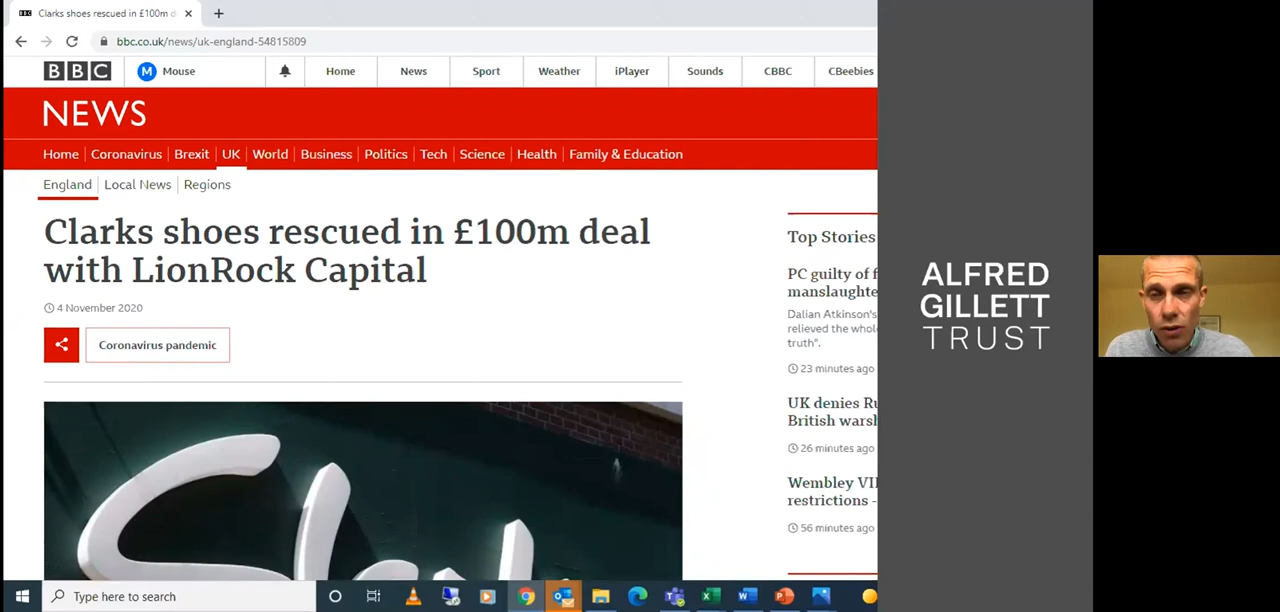 Clarks shoes rescued in £100m d
bbc.co.uk/news/uk-england-54815809
BBC
M Mouse
Home
News
Sport
Weather
iPlayer
Sounds
CBBC
CBeebies
NEWS
Home Coronavirus Brexit UK World Business Politics Tech Science Health Family & Education
England Local News Regions
Clarks shoes rescued in £100m deal
with LionRock Capital
4 November 2020
Coronavirus pandemic
Top Stories
PC guilty of f
manslaughte
Dalian Atkinson's
relieved the whol
truth".
23 minutes ago
UK denies Ru
British warsh
26 minutes ago
Wembley VI
restrictions -
56 minutes ago
Type here to search
ALFRED
GILLETT
TRUST